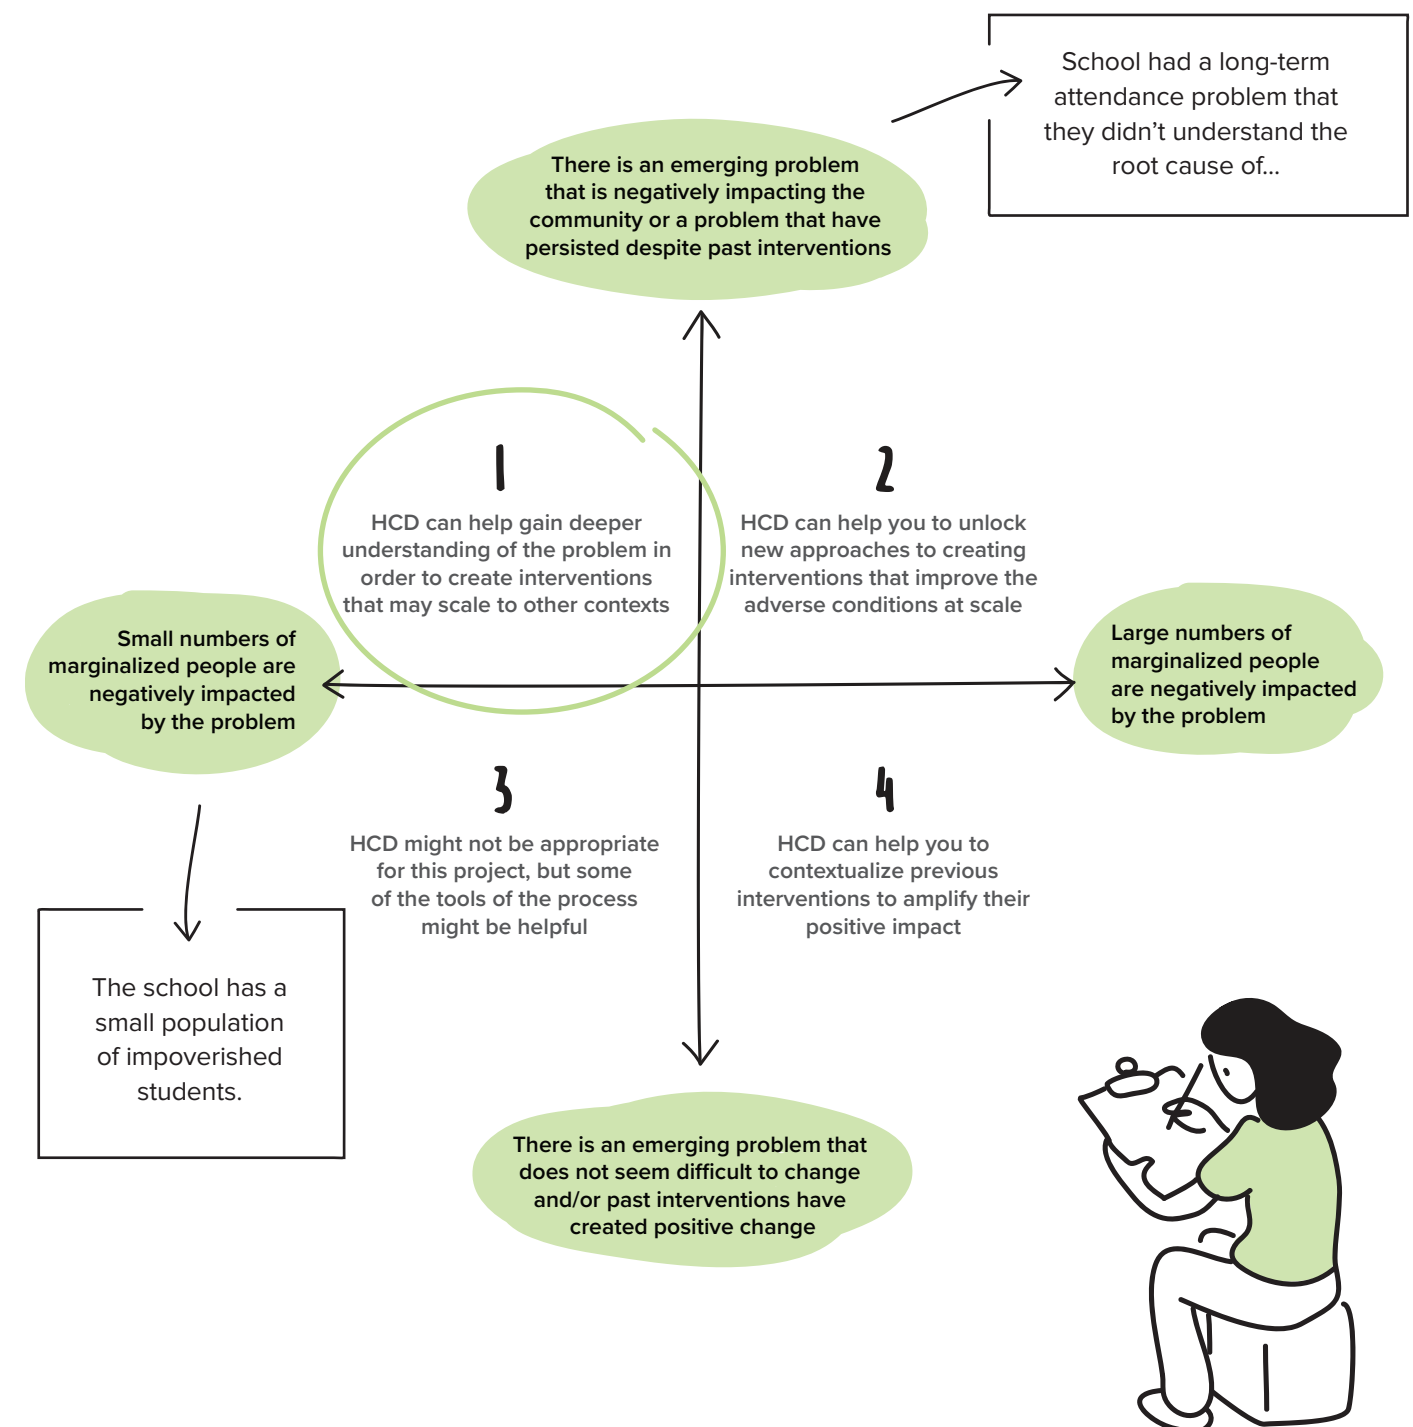 School had a long-term
attendance problem that
they didn’t understand the
root cause of...
There is an emerging problem
that is negatively impacting the
community or a problem that have
persisted despite past interventions
1
HCD can help gain deeper
understanding of the problem in
order to create interventions
that may scale to other contexts
2
HCD can help you to unlock
new approaches to creating
interventions that improve the
adverse conditions at scale
Small numbers of
marginalized people are
negatively impacted
by the problem
Large numbers of
marginalized people
are negatively impacted
by the problem
3
HCD might not be appropriate
for this project, but some
of the tools of the process
might be helpful
4
HCD can help you to
contextualize previous
interventions to amplify their
positive impact
The school has a
small population
of impoverished
students.
There is an emerging problem that
does not seem difficult to change
and/or past interventions have
created positive change